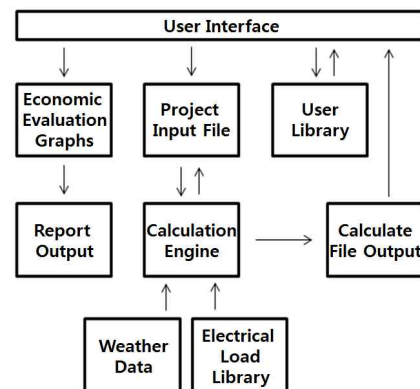 User Interface
Economic
Evaluation
Graphs
Project
Input File
User
Library
Report
Output
Calculation
Engine
Calculate
File Output
Weather
Data
Electrical
Load
Library